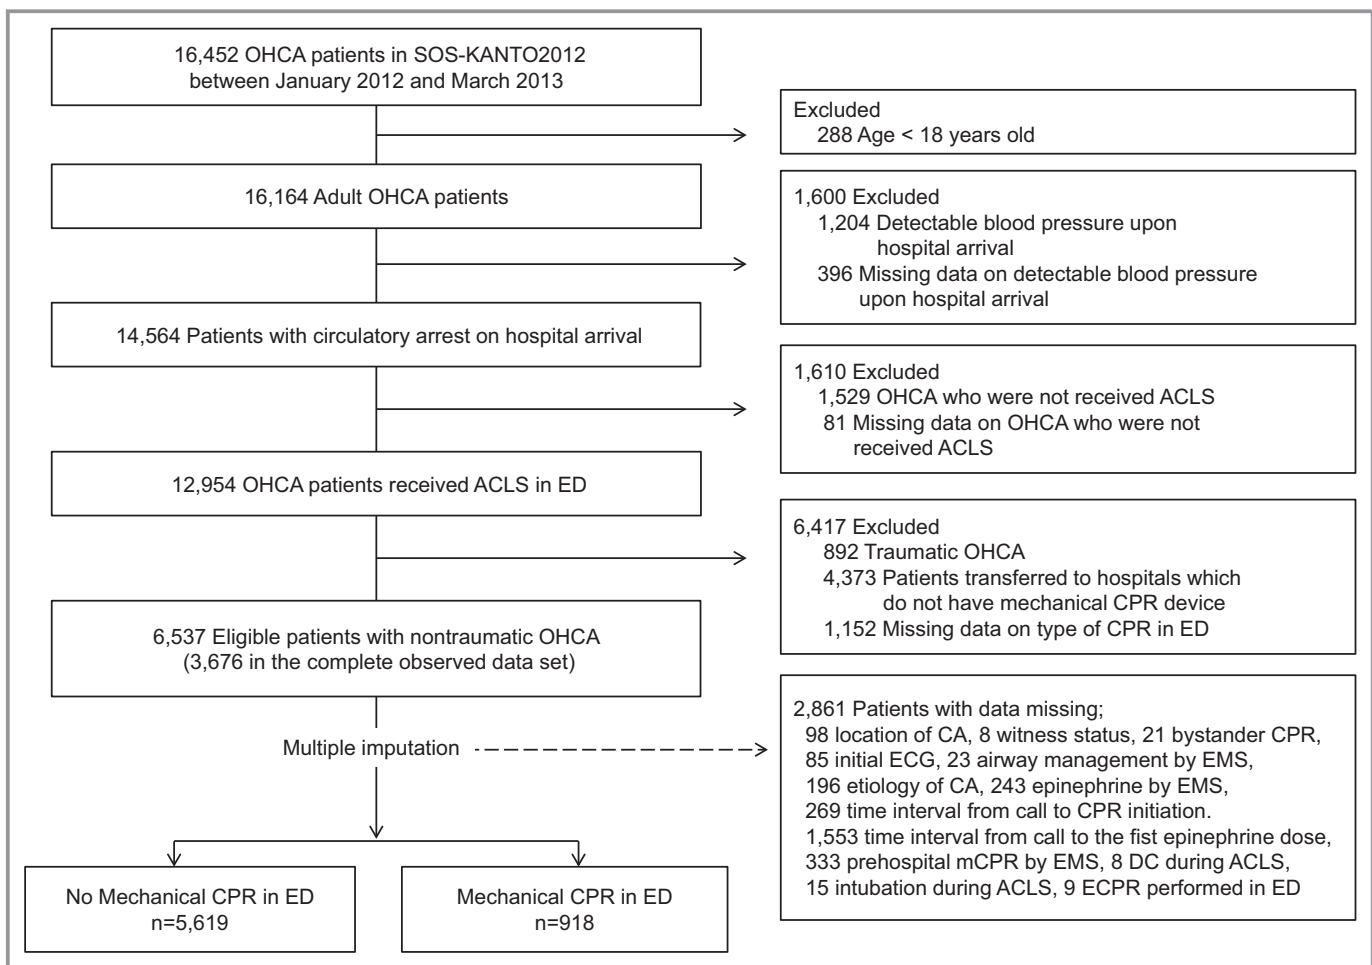 16,452 OHCA patients in SOS-KANTO2012
between January 2012 and March 2013
Excluded
288 Age < 18 years old
16,164 Adult OHCA patients
1,600 Excluded
1,204 Detectable blood pressure upon
hospital arrival
396 Missing data on detectable blood pressure
upon hospital arrival
14,564 Patients with circulatory arrest on hospital arrival
1,610 Excluded
1,529 OHCA who were not received ACLS
81 Missing data on OHCA who were not
received ACLS
12,954 OHCA patients received ACLS in ED
6,417 Excluded
892 Traumatic OHCA
4,373 Patients transferred to hospitals which
do not have mechanical CPR device
1,152 Missing data on type of CPR in ED
6,537 Eligible patients with nontraumatic OHCA
(3,676 in the complete observed data set)
2,861 Patients with data missing;
98 location of CA, 8 witness status, 21 bystander CPR,
85 initial ECG, 23 airway management by EMS,
196 etiology of CA, 243 epinephrine by EMS,
269 time interval from call to CPR initiation.
1,553 time interval from call to the fist epinephrine dose,
333 prehospital mCPR by EMS, 8 DC during ACLS,
15 intubation during ACLS, 9 ECPR performed in ED
Multiple imputation
No Mechanical CPR in ED
n=5,619
Mechanical CPR in ED
n=918